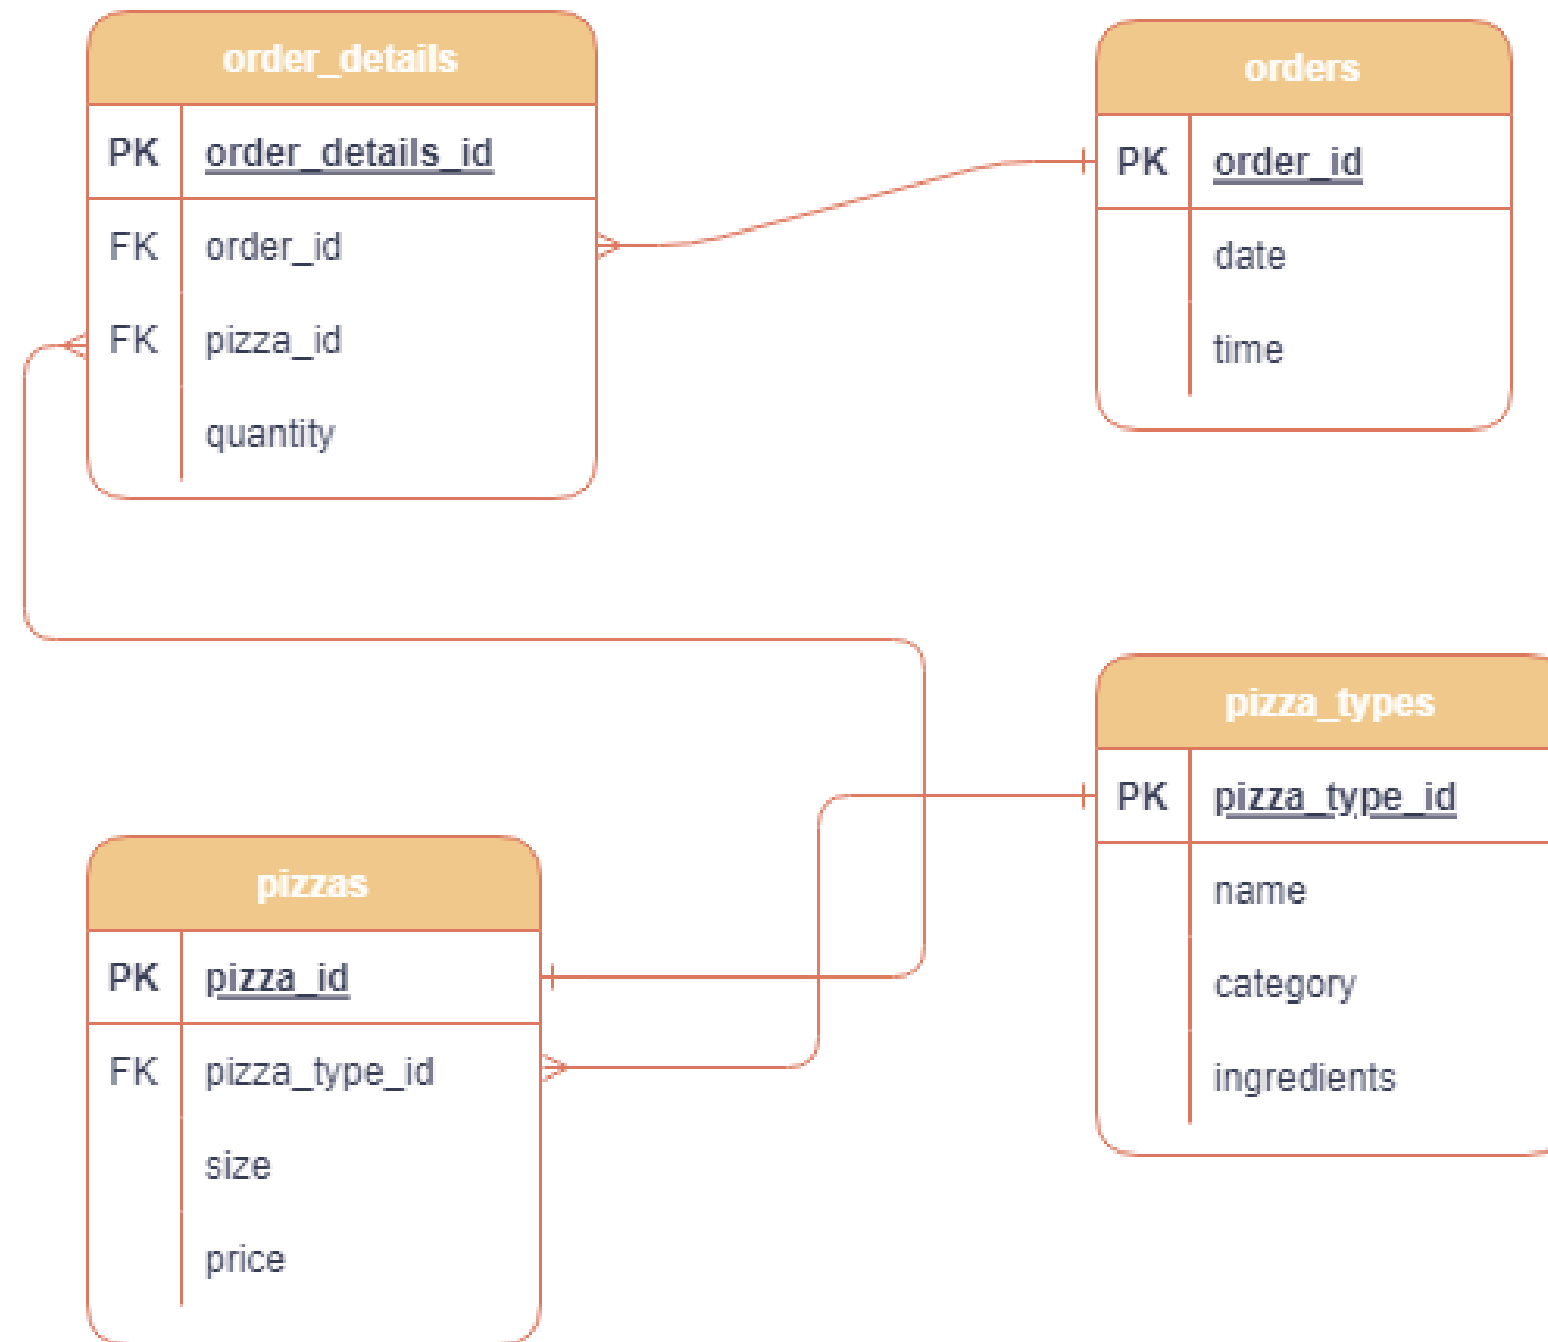 order_details
PK order_details_id
FK order_id
FK pizza_id
quantity
orders
PK order_id
date
time
pizza_types
PK pizza_type_id
name
category
ingredients
pizzas
PK pizza_id
FK pizza_type_id
size
price